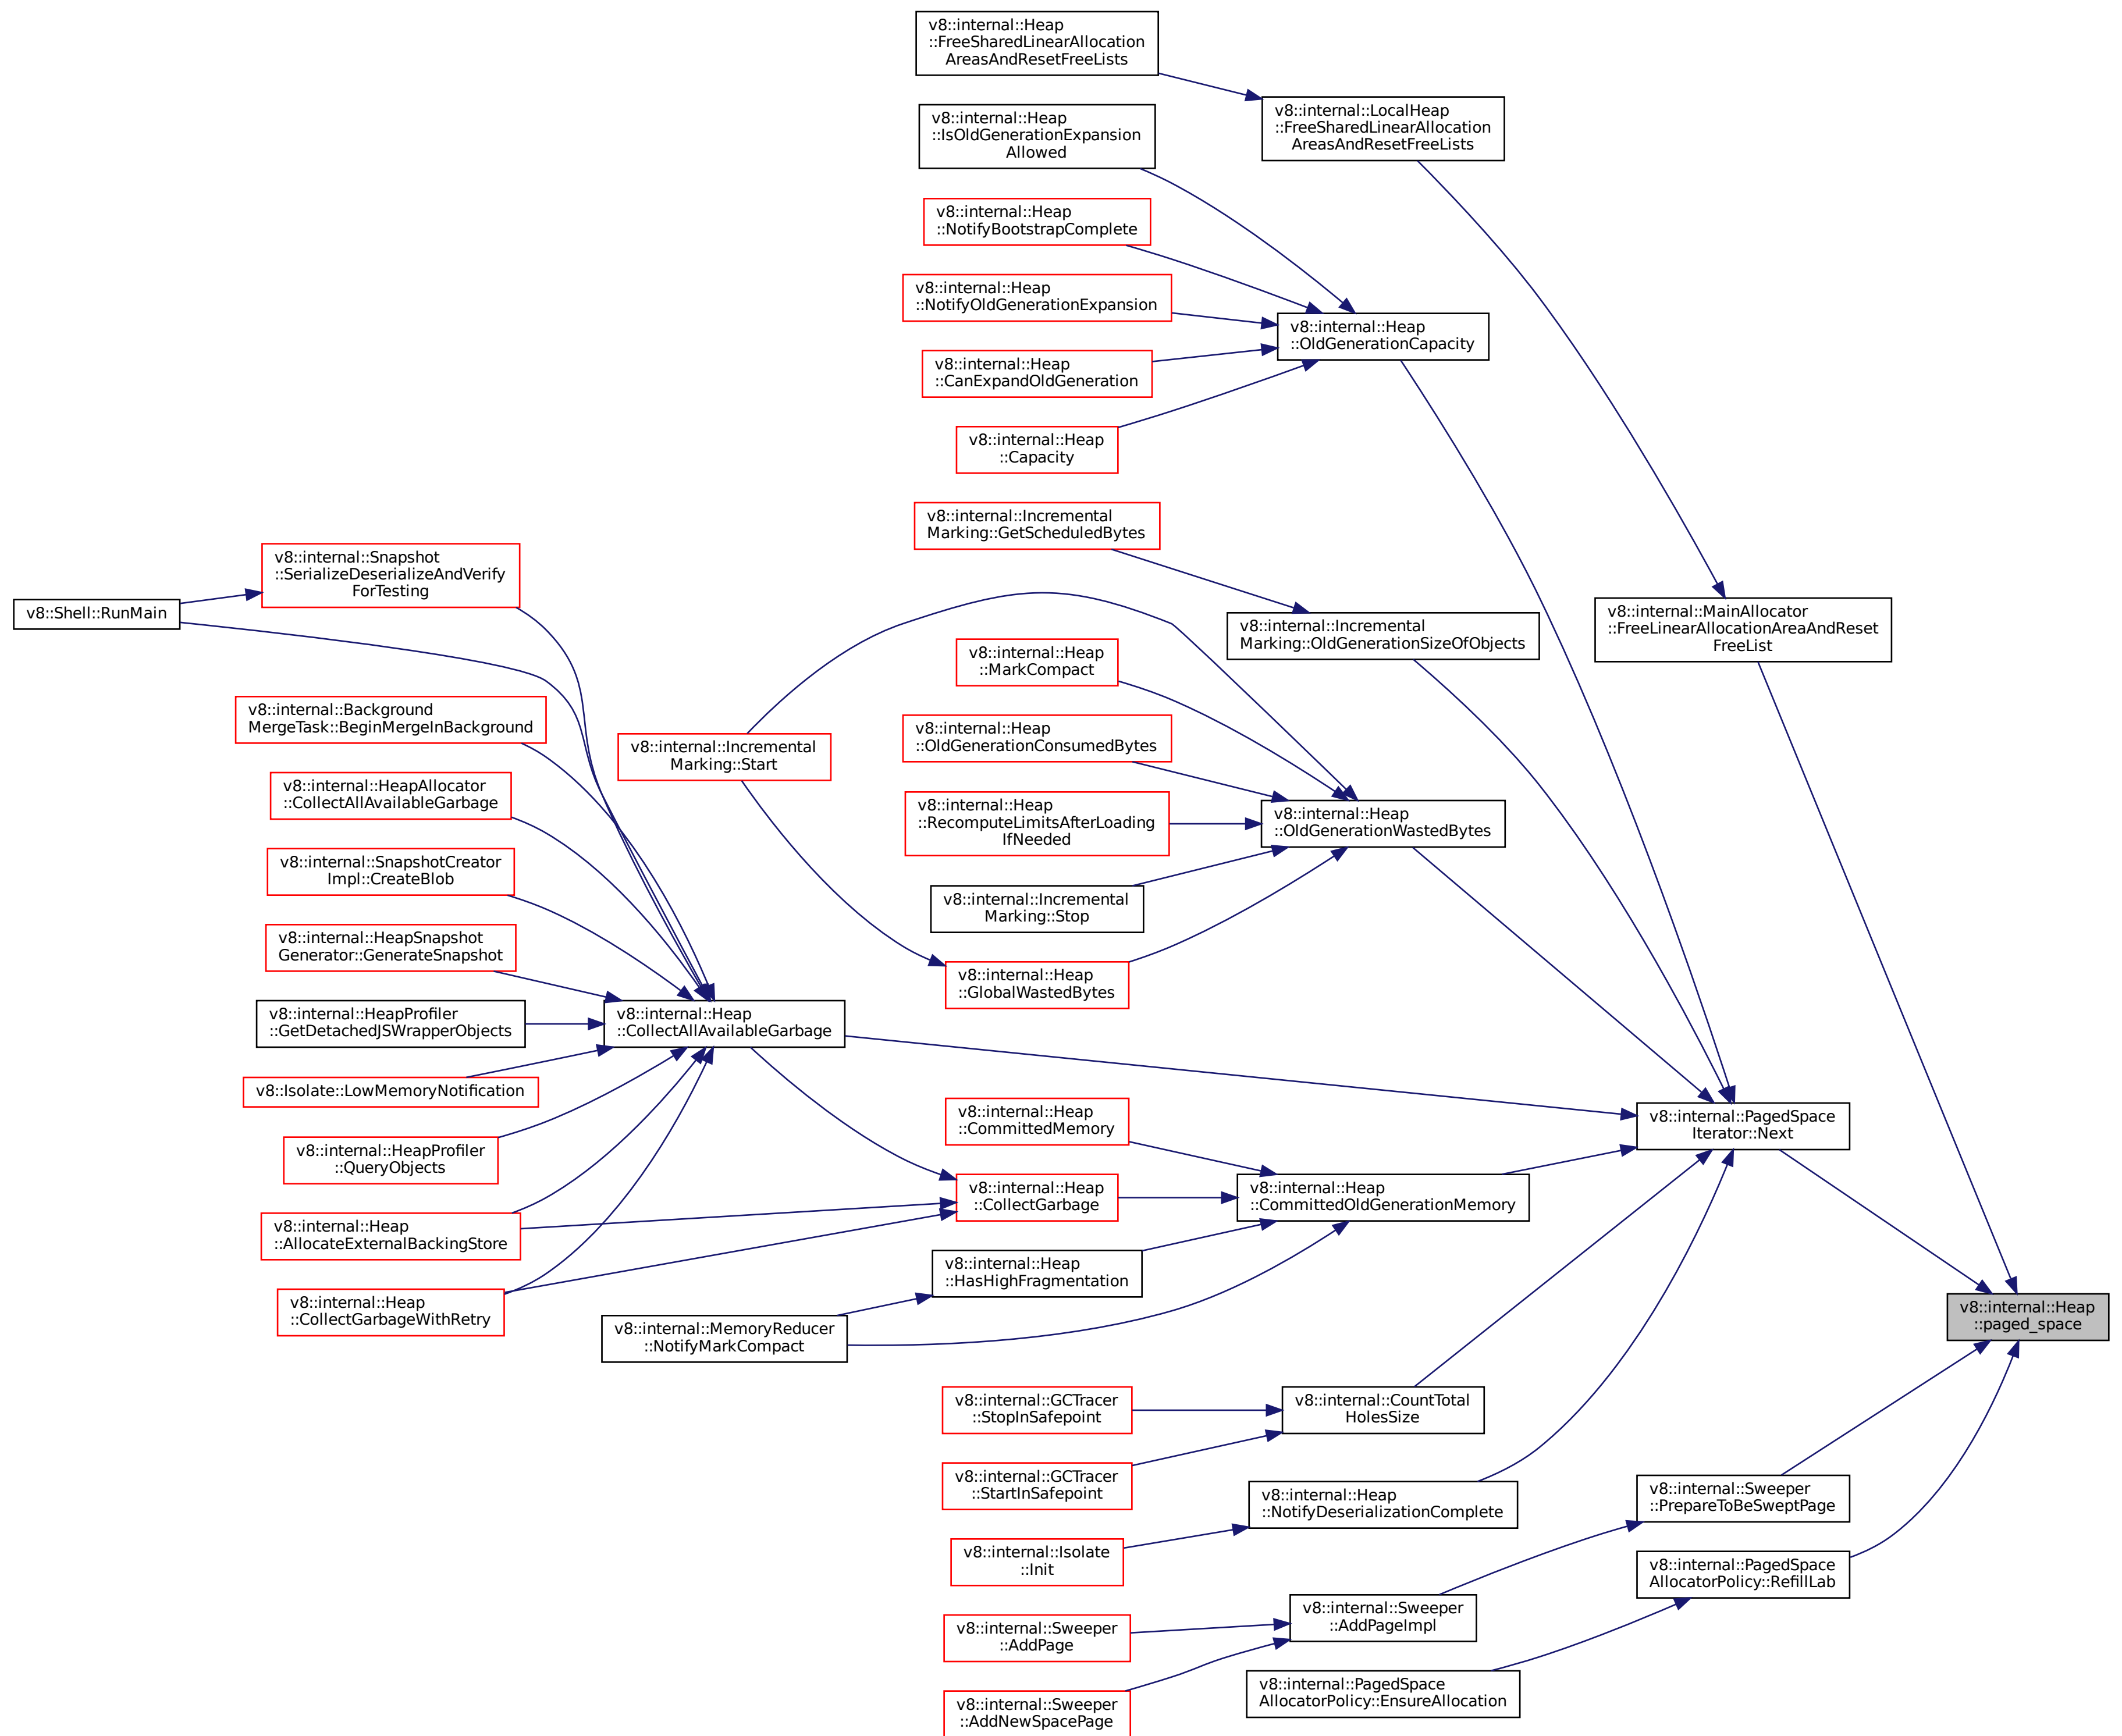 v8::internal::Heap
::FreeSharedLinearAllocation
AreasAndResetFreeLists
v8::internal::LocalHeap
::FreeSharedLinearAllocation
AreasAndResetFreeLists
v8::internal::Heap
::IsOldGenerationExpansion
Allowed
v8::internal::Heap
::NotifyBootstrapComplete
v8::internal::Heap
::NotifyOldGenerationExpansion
v8::internal::Heap
::OldGenerationCapacity
v8::internal::Heap
::CanExpandOldGeneration
v8::internal::Heap
::Capacity
v8::internal::Incremental
Marking::GetScheduledBytes
v8::internal::Snapshot
::SerializeDeserializeAndVerify
ForTesting
v8::Shell::RunMain
v8::internal::MainAllocator
::FreeLinearAllocationAreaAndReset
FreeList
v8::internal::Incremental
Marking::OldGenerationSizeOfObjects
v8::internal::Heap
::MarkCompact
v8::internal::Background
MergeTask::BeginMergeInBackground
v8::internal::Heap
::OldGenerationConsumedBytes
v8::internal::Incremental
Marking::Start
v8::internal::HeapAllocator
::CollectAllAvailableGarbage
v8::internal::Heap
::RecomputeLimitsAfterLoading
IfNeeded
v8::internal::Heap
::OldGenerationWastedBytes
v8::internal::SnapshotCreator
Impl::CreateBlob
v8::internal::Incremental
Marking::Stop
v8::internal::HeapSnapshot
Generator::GenerateSnapshot
v8::internal::Heap
::GlobalWastedBytes
v8::internal::HeapProfiler
::GetDetachedJSWrapperObjects
v8::internal::Heap
::CollectAllAvailableGarbage
v8::Isolate::LowMemoryNotification
v8::internal::Heap
::CommittedMemory
v8::internal::PagedSpace
Iterator::Next
v8::internal::HeapProfiler
::QueryObjects
v8::internal::Heap
::CollectGarbage
v8::internal::Heap
::CommittedOldGenerationMemory
v8::internal::Heap
::AllocateExternalBackingStore
v8::internal::Heap
::HasHighFragmentation
v8::internal::Heap
::CollectGarbageWithRetry
v8::internal::Heap
::paged_space
v8::internal::MemoryReducer
::NotifyMarkCompact
v8::internal::GCTracer
::StopInSafepoint
v8::internal::CountTotal
HolesSize
v8::internal::GCTracer
::StartInSafepoint
v8::internal::Heap
::NotifyDeserializationComplete
v8::internal::Sweeper
::PrepareToBeSweptPage
v8::internal::Isolate
::Init
v8::internal::PagedSpace
AllocatorPolicy::RefillLab
v8::internal::Sweeper
::AddPage
v8::internal::Sweeper
::AddPageImpl
v8::internal::Sweeper
::AddNewSpacePage
v8::internal::PagedSpace
AllocatorPolicy::EnsureAllocation